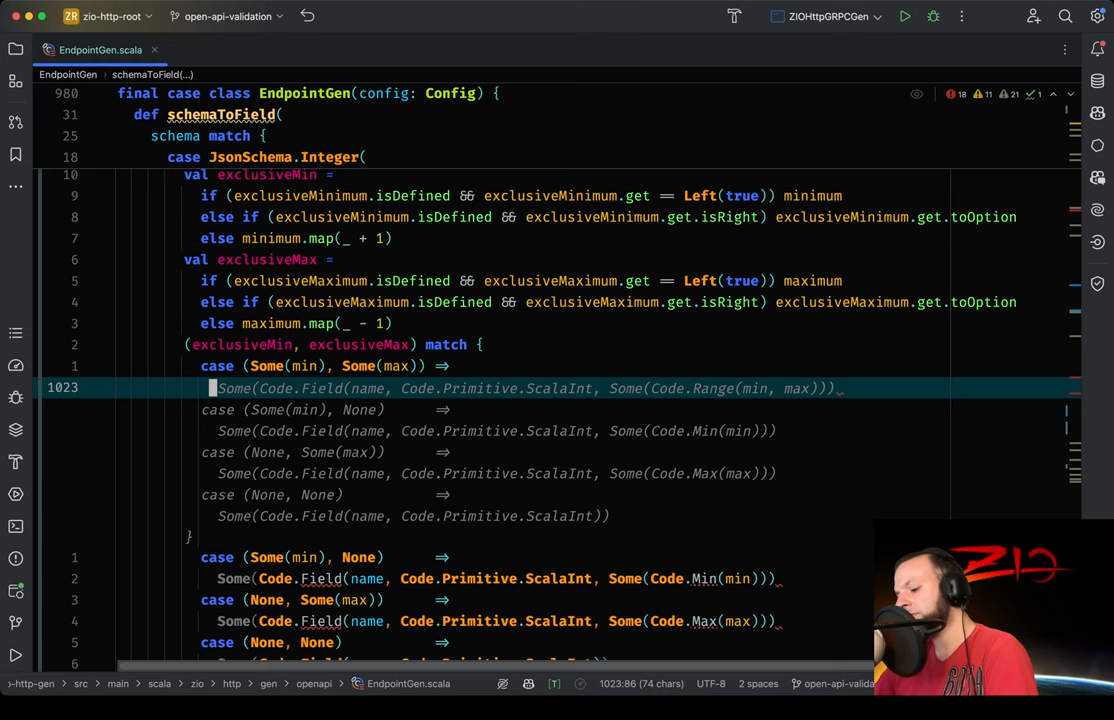 ZR zio-http-root open-api-validation ZIOHttpGRPCGen
EndpointGen.scala
EndpointGen schemaToField(...)
980 final case class EndpointGen(config: Config) { 18 11 21 1
31 def schemaToField(
25 schema match {
18 case JsonSchema.Integer(
10 val exclusiveMin =
9 if (exclusiveMinimum.isDefined && exclusiveMinimum.get == Left(true)) minimum
8 else if (exclusiveMinimum.isDefined && exclusiveMinimum.get.isRight) exclusiveMinimum.get.toOption
7 else minimum.map(_ + 1)
6 val exclusiveMax =
5 if (exclusiveMaximum.isDefined && exclusiveMaximum.get == Left(true)) maximum
4 else if (exclusiveMaximum.isDefined && exclusiveMaximum.get.isRight) exclusiveMaximum.get.toOption
3 else maximum.map(_ - 1)
2 (exclusiveMin, exclusiveMax) match {
1 case (Some(min), Some(max)) =>
1023 Some(Code.Field(name, Code.Primitive.ScalaInt, Some(Code.Range(min, max)))
case (Some(min), None) =>
Some(Code.Field(name, Code.Primitive.ScalaInt, Some(Code.Min(min)))
case (None, Some(max)) =>
Some(Code.Field(name, Code.Primitive.ScalaInt, Some(Code.Max(max)))
case (None, None) =>
Some(Code.Field(name, Code.Primitive.ScalaInt))
}
1 case (Some(min), None) =>
2 Some(Code.Field(name, Code.Primitive.ScalaInt, Some(Code.Min(min)))
3 case (None, Some(max)) =>
4 Some(Code.Field(name, Code.Primitive.ScalaInt, Some(Code.Max(max)))
5 case (None, None) =>
6
o-http-gen > src > main > scala > zio > http > gen > openapi > EndpointGen.scala 1023:86 (74 chars) UTF-8 2 spaces
ZIO